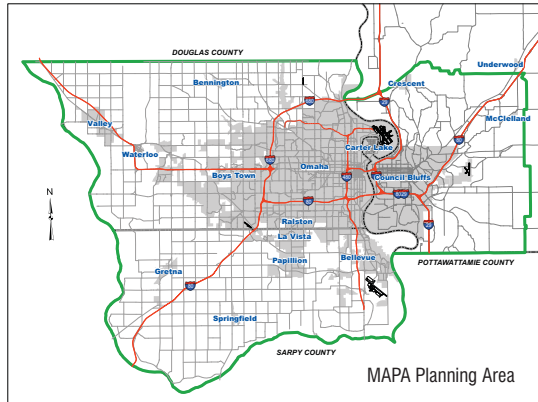 DOUGLAS COUNTY
Underwood
Bennington
Crescent
McClelland
Valley
Carter Lake
Waterloo
Omaha
Boys Town
Council Bluffs
N
Ralston
La Vista
Papillion
Bellevue
Gretna
POTTAWATTAMIE COUNTY
Springfield
SARPY COUNTY
MAPA Planning Area